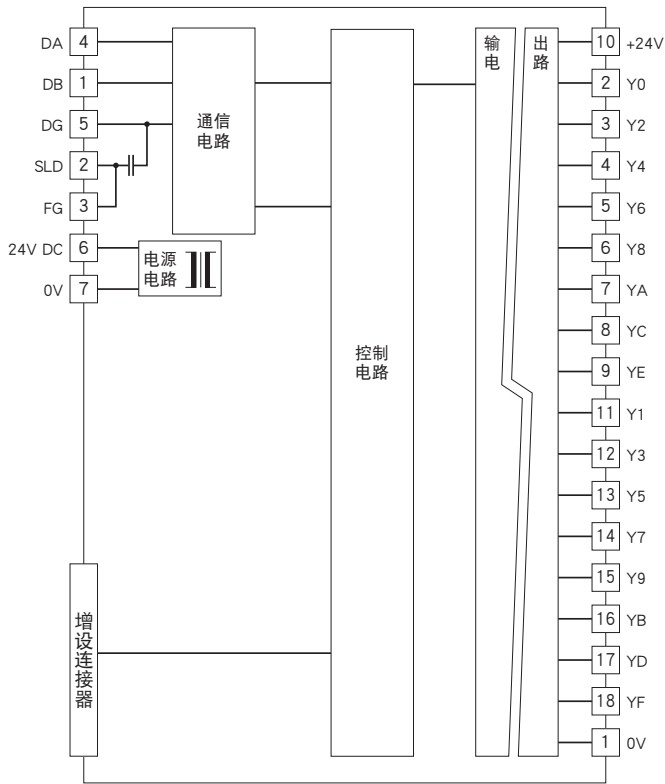 DA 4
DB 1
DG 5
SLD 2
FG 3
24V DC 6
0V 7
通信
电路
电源
电路
增设连接器
控制
电路
输 出
电 路
10 +24V
2 Y0
3 Y2
4 Y4
5 Y6
6 Y8
7 YA
8 YC
9 YE
11 Y1
12 Y3
13 Y5
14 Y7
15 Y9
16 YB
17 YD
18 YF
1 0V